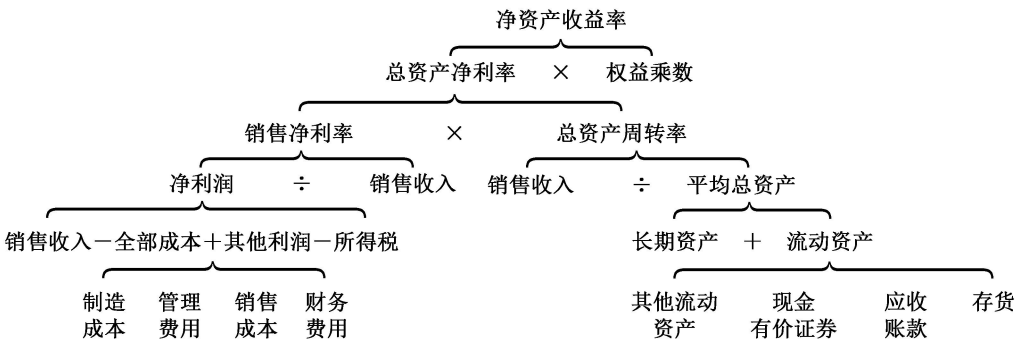 净资产收益率
总资产净利率 × 权益乘数
销售净利率 × 总资产周转率
净利润 ÷ 销售收入 销售收入 ÷ 平均总资产
销售收入－全部成本＋其他利润－所得税 长期资产 ＋ 流动资产
制造 管理 销售 财务 其他流动 现金 应收 存货
成本 费用 成本 费用 资产 有价证券 账款